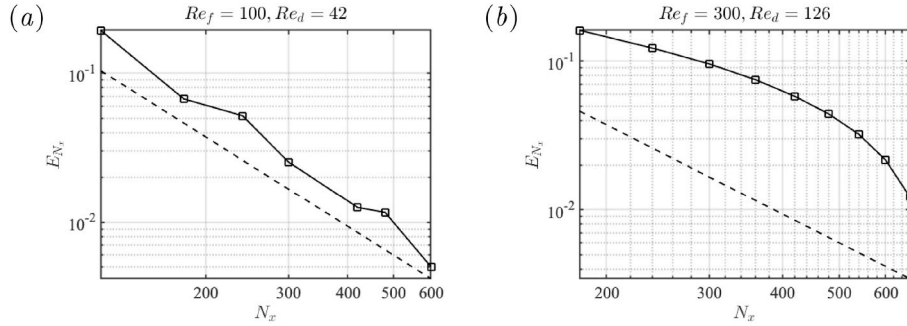 (a)
Re_f = 100, Re_d = 42
10^{-1}
10^{-2}
E_{N_x}
200 300 400 500 600
N_x
(b)
Re_f = 300, Re_d = 126
10^{-1}
10^{-2}
E_{N_x}
200 300 400 500 600
N_x